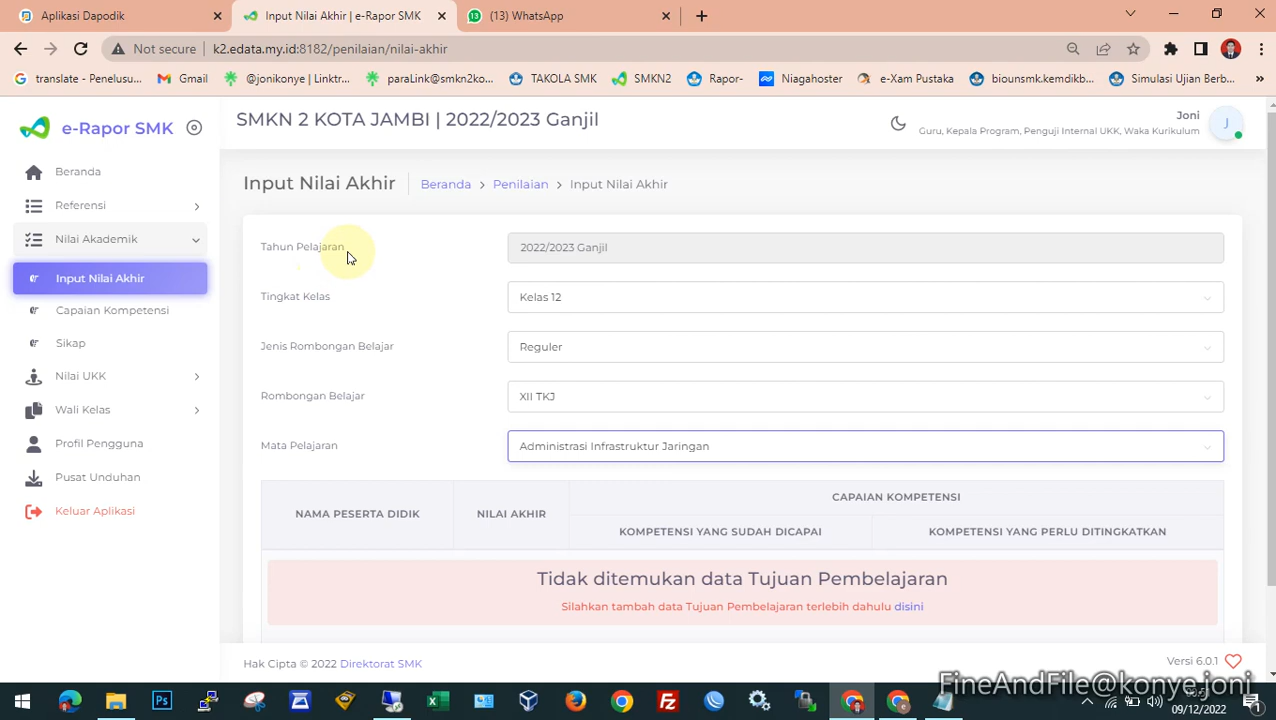 Aplikasi Dapodik
Input Nilai Akhir | e-Rapor SMK
(13) WhatsApp
Not secure
k2.edata.my.id:8182/penilaian/nilai-akhir
translate - Penelusu...
Gmail
@jonikonye | Linktr...
paraLink@smkn2ko...
TAKOLA SMK
SMKN2
Rapor-
Niagahoster
e-Xam Pustaka
biounsmk.kemdikb...
Simulasi Ujian Berb...
e-Rapor SMK
SMKN 2 KOTA JAMBI | 2022/2023 Ganjil
Joni
Guru, Kepala Program, Penguji Internal UKK, Waka Kurikulum
J
Beranda
Referensi
Nilai Akademik
Input Nilai Akhir
Capaian Kompetensi
Sikap
Nilai UKK
Wali Kelas
Profil Pengguna
Pusat Unduhan
Keluar Aplikasi
Input Nilai Akhir
Beranda > Penilaian > Input Nilai Akhir
Tahun Pelajaran
2022/2023 Ganjil
Tingkat Kelas
Kelas 12
Jenis Rombongan Belajar
Reguler
Rombongan Belajar
XII TKJ
Mata Pelajaran
Administrasi Infrastruktur Jaringan
NAMA PESERTA DIDIK
NILAI AKHIR
CAPAIAN KOMPETENSI
KOMPETENSI YANG SUDAH DICAPAI
KOMPETENSI YANG PERLU DITINGKATKAN
Tidak ditemukan data Tujuan Pembelajaran
Silahkan tambah data Tujuan Pembelajaran terlebih dahulu disini
Hak Cipta © 2022 Direktorat SMK
Versi 6.0.1
FineAndFile@konye.joni
09/12/2022